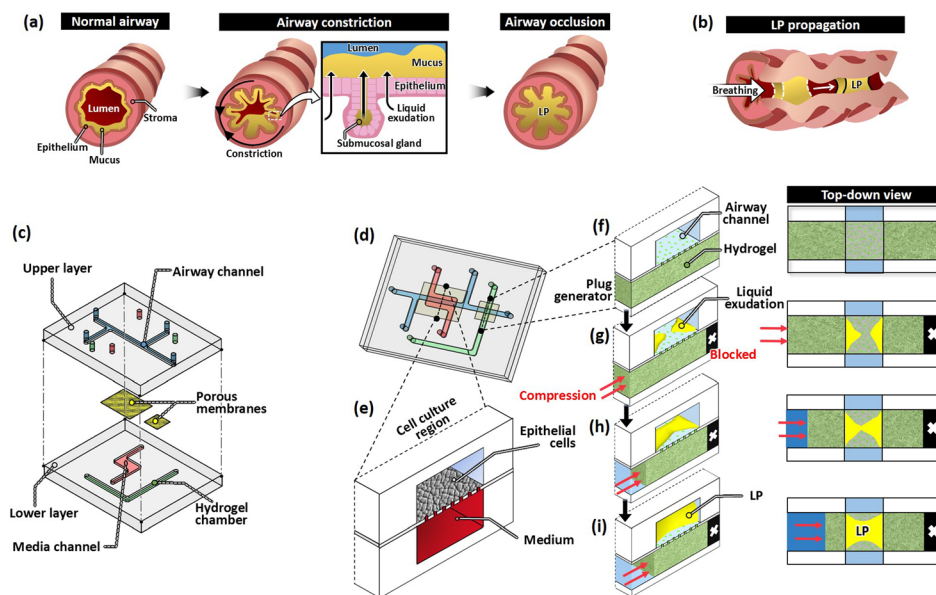 (a)
Normal airway
Airway constriction
Airway occlusion
(b)
LP propagation
Lumen
Stroma
Epithelium
Mucus
Constriction
Lumen
Mucus
Epithelium
Liquid
exudation
Submucosal gland
LP
Breathing
LP
(c)
Upper layer
Airway channel
Porous
membranes
Lower layer
Hydrogel
chamber
Media channel
(d)
Plug
generator
(e)
Cell culture
region
Epithelial
cells
Medium
(f)
Airway
channel
Hydrogel
Top-down view
(g)
Liquid
exudation
Blocked
Compression
(h)
(i)
LP
LP